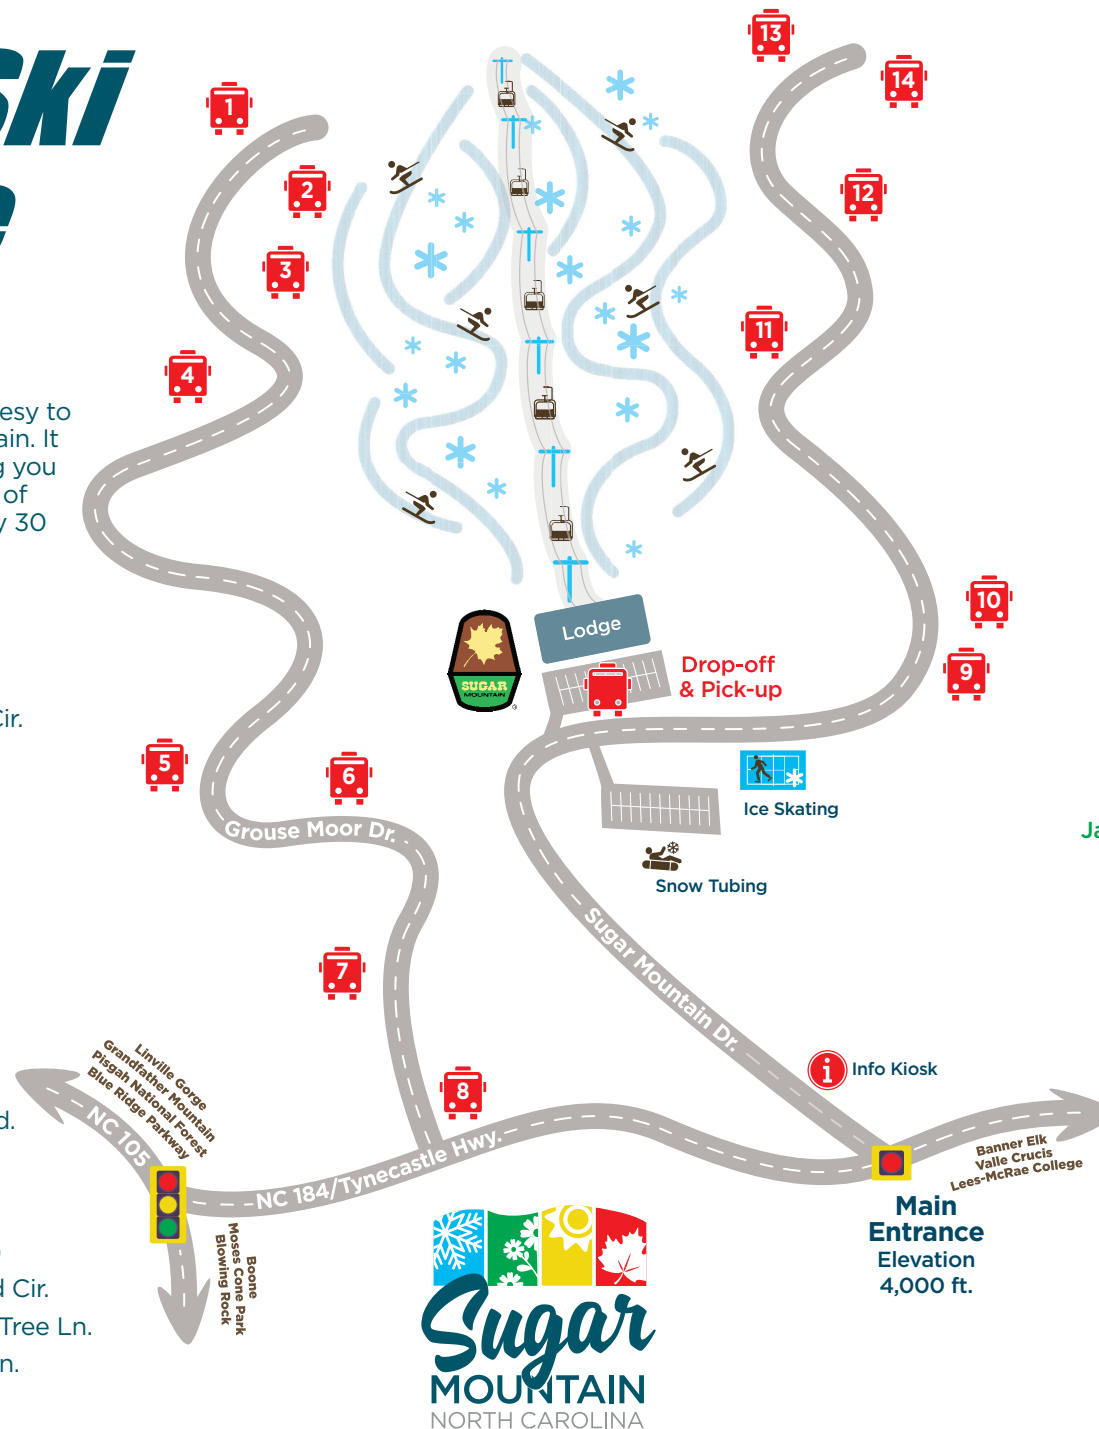 Ski
e
esy to
ain. It
g you
of
y 30
Cir.
d.
d Cir.
Tree Ln.
n.
1
2
3
4
5
6
7
8
9
10
11
12
13
14
Lodge
SUGAR
MOUNTAIN
®
Drop-off
& Pick-up
Ice Skating
Snow Tubing
Ja
Grouse Moor Dr.
Sugar Mountain Dr.
i
Info Kiosk
Linville Gorge
Grandfather Mountain
Pisgah National Forest
Blue Ridge Parkway
NC 105
NC 184/Tynecastle Hwy.
Boone
Moses Cone Park
Blowing Rock
Banner Elk
Valle Crucis
Lees-McRae College
Main
Entrance
Elevation
4,000 ft.
Sugar
MOUNTAIN
NORTH CAROLINA